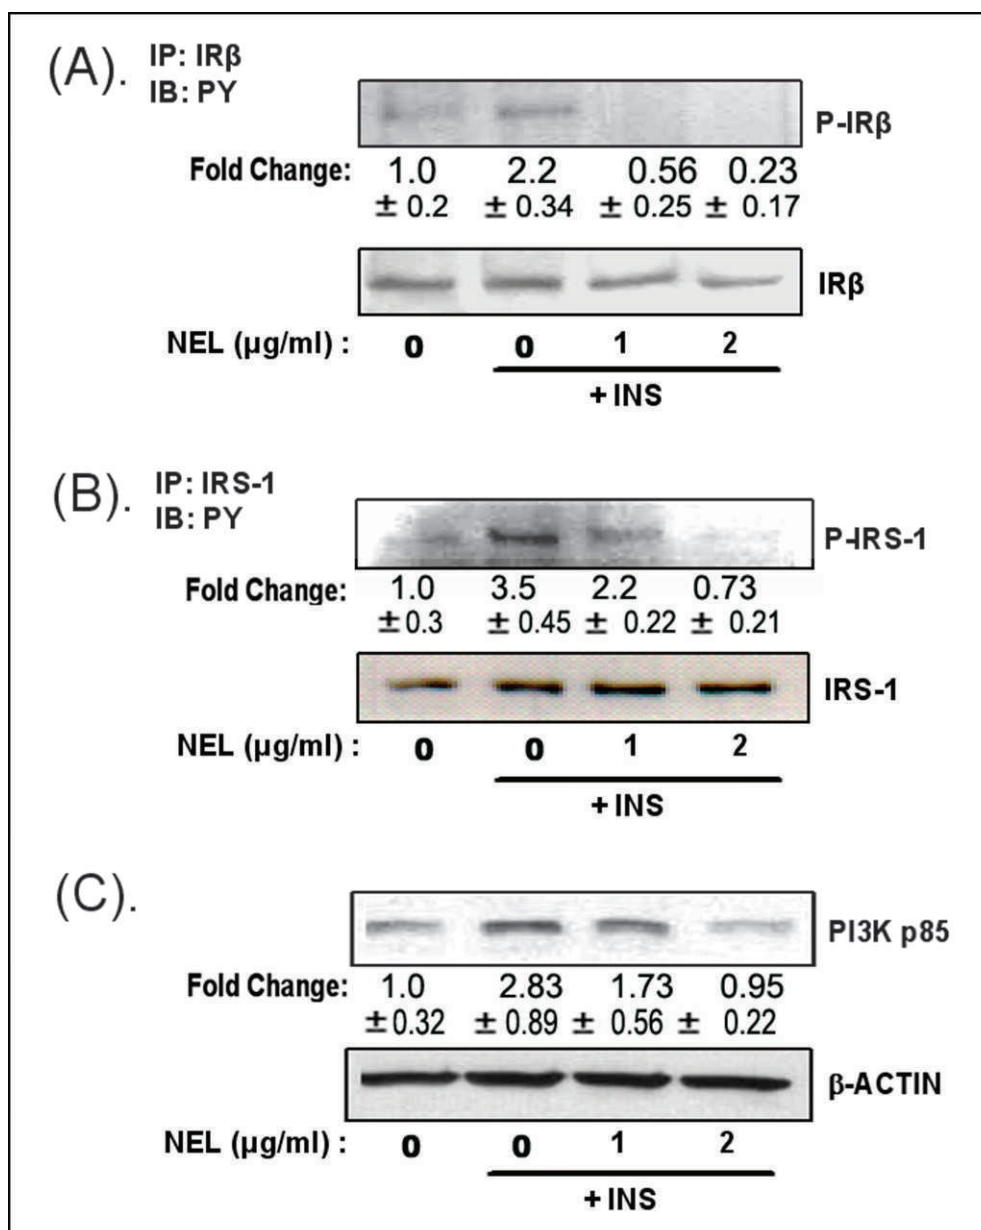 (A). IP: IRβ
IB: PY
P-IRβ
Fold Change: 1.0 2.2 0.56 0.23
± 0.2 ± 0.34 ± 0.25 ± 0.17
IRβ
NEL (µg/ml) : 0 0 1 2
+ INS
(B). IP: IRS-1
IB: PY
P-IRS-1
Fold Change: 1.0 3.5 2.2 0.73
± 0.3 ± 0.45 ± 0.22 ± 0.21
IRS-1
NEL (µg/ml) : 0 0 1 2
+ INS
(C).
PI3K p85
Fold Change: 1.0 2.83 1.73 0.95
± 0.32 ± 0.89 ± 0.56 ± 0.22
β-ACTIN
NEL (µg/ml) : 0 0 1 2
+ INS